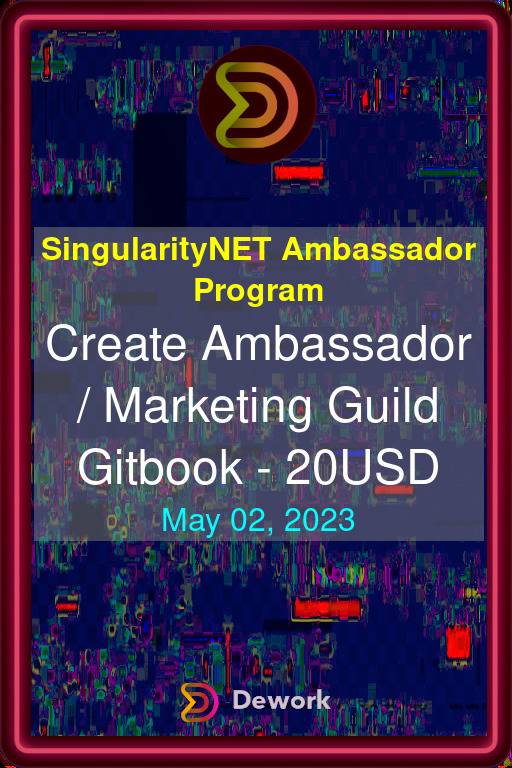 SingularityNET Ambassador
Program
Create Ambassador
/ Marketing Guild
Gitbook - 20USD
May 02, 2023
Dework